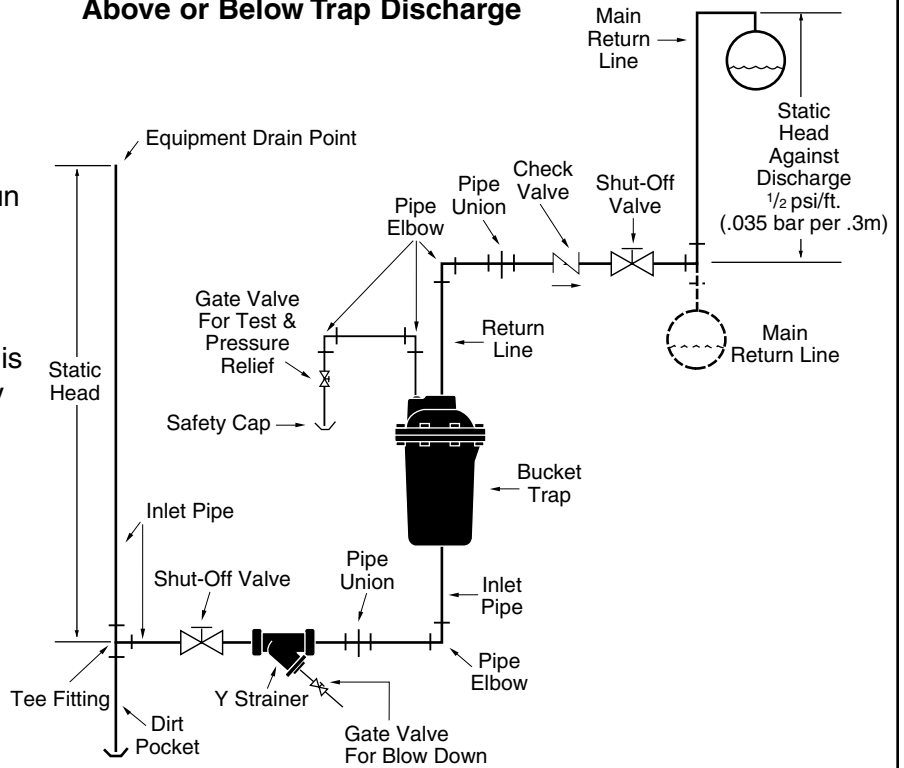 Above or Below Trap Discharge
Main
Return
Line
Equipment Drain Point
Static
Head
Against
Discharge
1/2 psi/ft.
(.035 bar per .3m)
un
Pipe
Elbow
Pipe
Union
Check
Valve
Shut-Off
Valve
Gate Valve
For Test &
Pressure
Relief
Return
Line
Main
Return Line
is
y
Static
Head
Safety Cap
Bucket
Trap
Inlet Pipe
Shut-Off Valve
Pipe
Union
Inlet
Pipe
Tee Fitting
Dirt
Pocket
Y Strainer
Pipe
Elbow
Gate Valve
For Blow Down